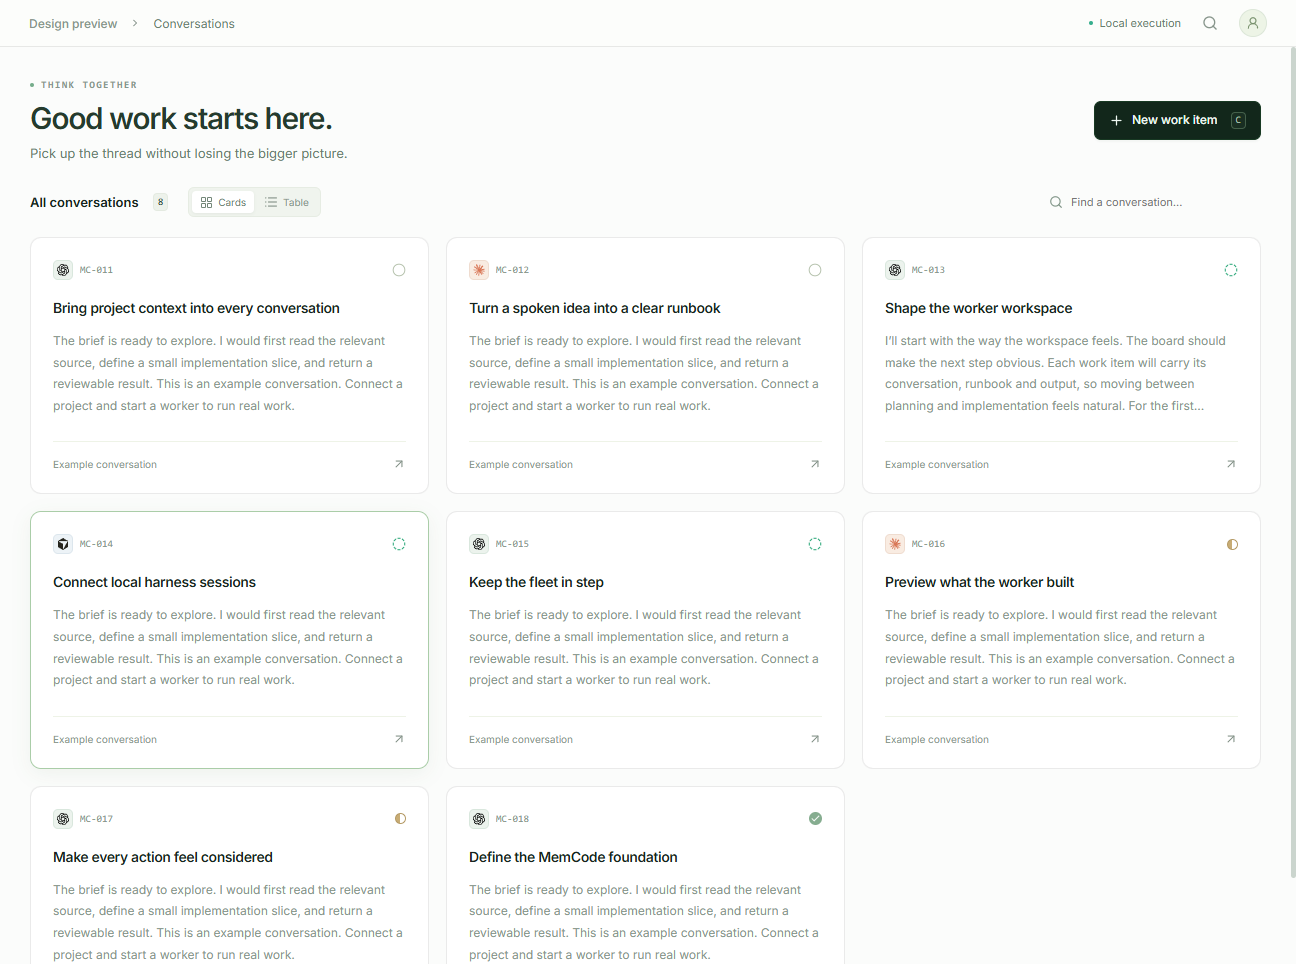 Design preview > Conversations
Local execution
THINK TOGETHER
Good work starts here.
New work item C
Pick up the thread without losing the bigger picture.
All conversations 8 Cards Table
Find a conversation...
MC-011
Bring project context into every conversation
The brief is ready to explore. I would first read the relevant
source, define a small implementation slice, and return a
reviewable result. This is an example conversation. Connect a
project and start a worker to run real work.
Example conversation
MC-012
Turn a spoken idea into a clear runbook
The brief is ready to explore. I would first read the relevant
source, define a small implementation slice, and return a
reviewable result. This is an example conversation. Connect a
project and start a worker to run real work.
Example conversation
MC-013
Shape the worker workspace
I'll start with the way the workspace feels. The board should
make the next step obvious. Each work item will carry its
conversation, runbook and output, so moving between
planning and implementation feels natural. For the first...
Example conversation
MC-014
Connect local harness sessions
The brief is ready to explore. I would first read the relevant
source, define a small implementation slice, and return a
reviewable result. This is an example conversation. Connect a
project and start a worker to run real work.
Example conversation
MC-015
Keep the fleet in step
The brief is ready to explore. I would first read the relevant
source, define a small implementation slice, and return a
reviewable result. This is an example conversation. Connect a
project and start a worker to run real work.
Example conversation
MC-016
Preview what the worker built
The brief is ready to explore. I would first read the relevant
source, define a small implementation slice, and return a
reviewable result. This is an example conversation. Connect a
project and start a worker to run real work.
Example conversation
MC-017
Make every action feel considered
The brief is ready to explore. I would first read the relevant
source, define a small implementation slice, and return a
reviewable result. This is an example conversation. Connect a
project and start a worker to run real work.
MC-018
Define the MemCode foundation
The brief is ready to explore. I would first read the relevant
source, define a small implementation slice, and return a
reviewable result. This is an example conversation. Connect a
project and start a worker to run real work.